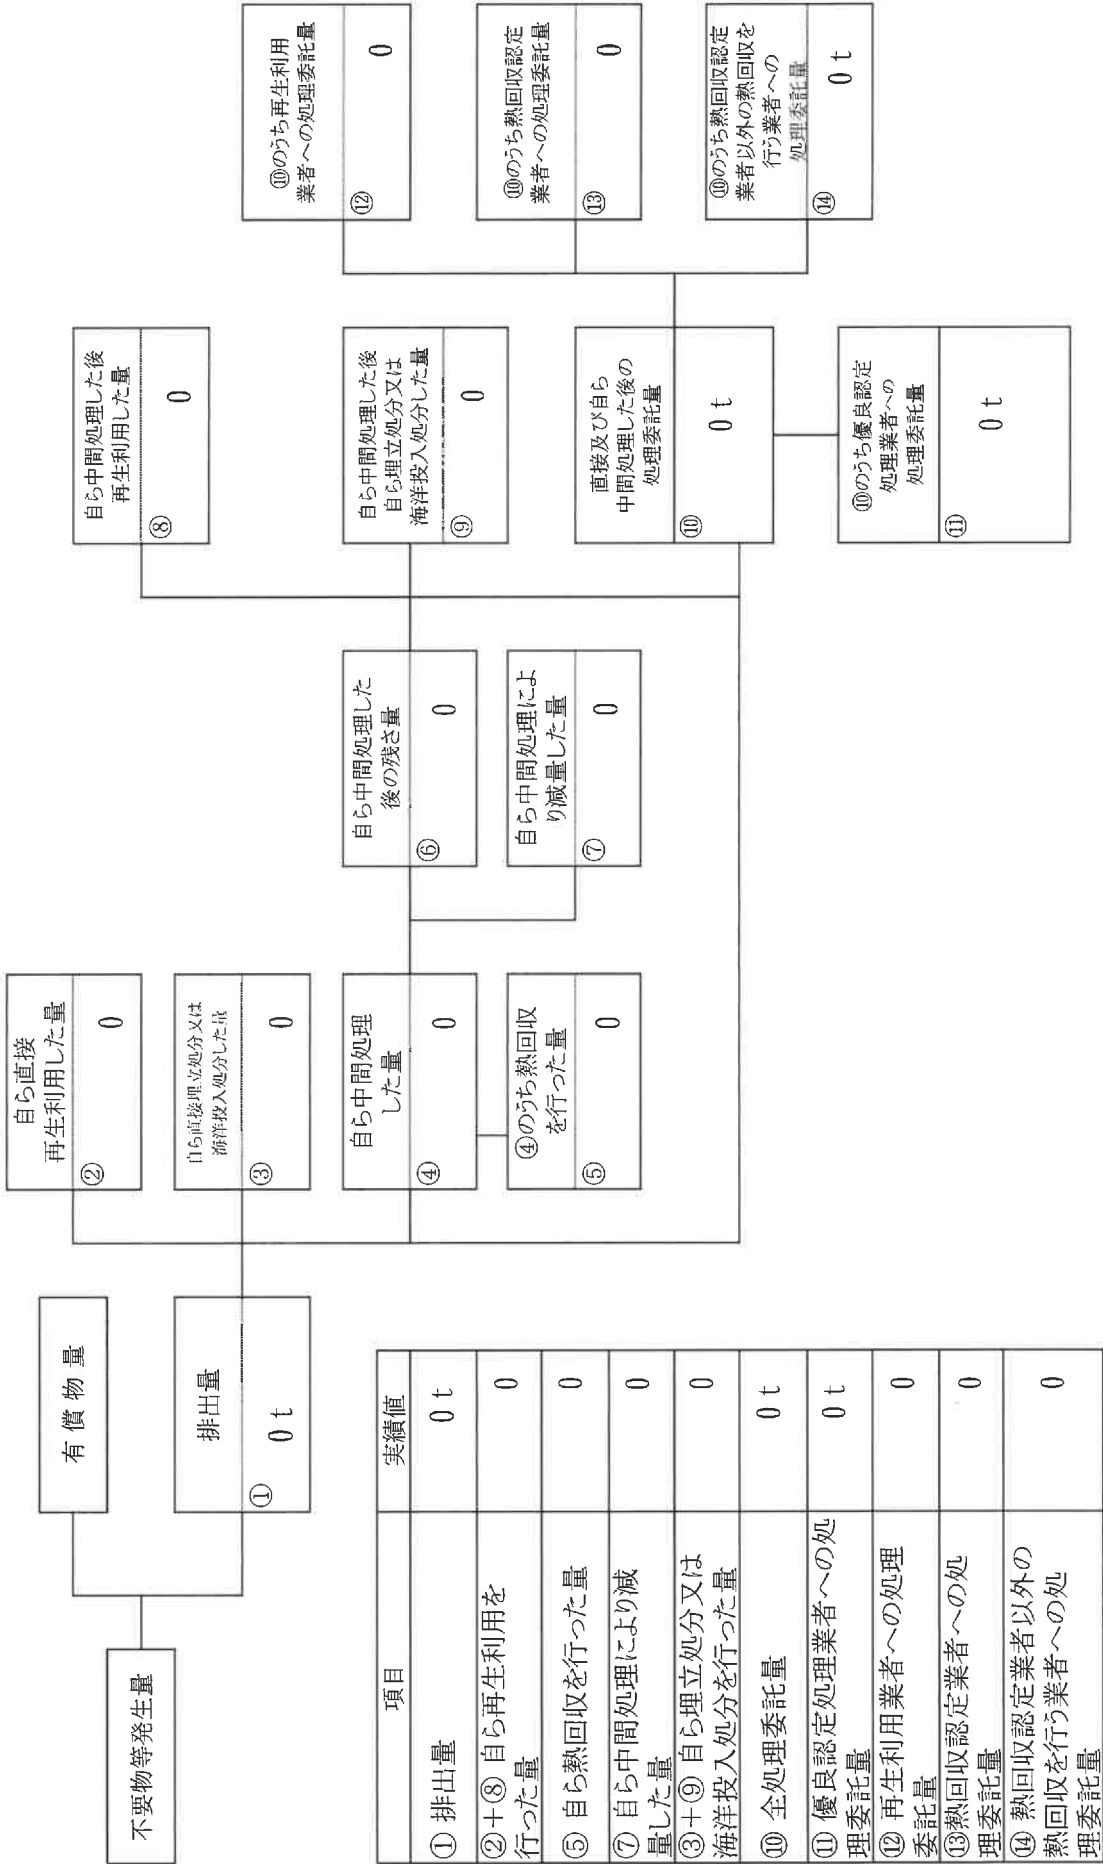 不要物等発生量
有 償 物 量
排出量
① 0 t
自ら直接
再生利用した量
② 0
自ら直接埋立処分又は
海洋投入処分した量
③ 0
自ら中間処理
した量
④ 0
④のうち熱回収
を行った量
⑤ 0
自ら中間処理した
後の残さ量
⑥ 0
自ら中間処理によ
り減量した量
⑦ 0
自ら中間処理した後
再生利用した量
⑧ 0
自ら中間処理した後
自ら埋立処分又は
海洋投入処分した量
⑨ 0
直接及び自ら
中間処理した後の
処理委託量
⑩ 0 t
⑩のうち優良認定
処理業者への
処理委託量
⑪ 0 t
⑩のうち再生利用
業者への処理委託量
⑫ 0
⑩のうち熱回収認定
業者への処理委託量
⑬ 0
⑩のうち熱回収認定
業者以外の熱回収を
行う業者への
処理委託量
⑭ 0 t
項目 実績値
① 排出量 0 t
②+⑧ 自ら再生利用を
行った量 0
⑤ 自ら熱回収を行った量 0
⑦ 自ら中間処理により減
量した量 0
③+⑨ 自ら埋立処分又は
海洋投入処分を行った量 0
⑩ 全処理委託量 0 t
⑪ 優良認定処理業者への処
理委託量 0 t
⑫ 再生利用業者への処理
委託量 0
⑬熱回収認定業者への処
理委託量 0
⑭ 熱回収認定業者以外の
熱回収を行う業者への処
理委託量 0